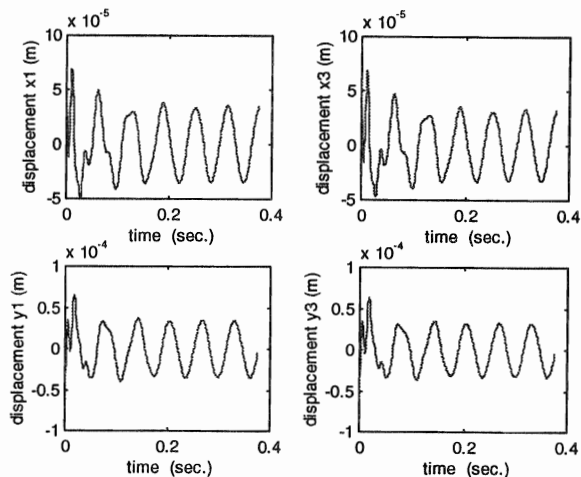 x 10^-5
10
5
0
-5
displacement x1 (m)
0
0.2
0.4
time (sec.)
x 10^-5
10
5
0
-5
displacement x3 (m)
0
0.2
0.4
time (sec.)
x 10^-4
1
0.5
0
-0.5
-1
displacement y1 (m)
0
0.2
0.4
time (sec.)
x 10^-4
1
0.5
0
-0.5
-1
displacement y3 (m)
0
0.2
0.4
time (sec.)